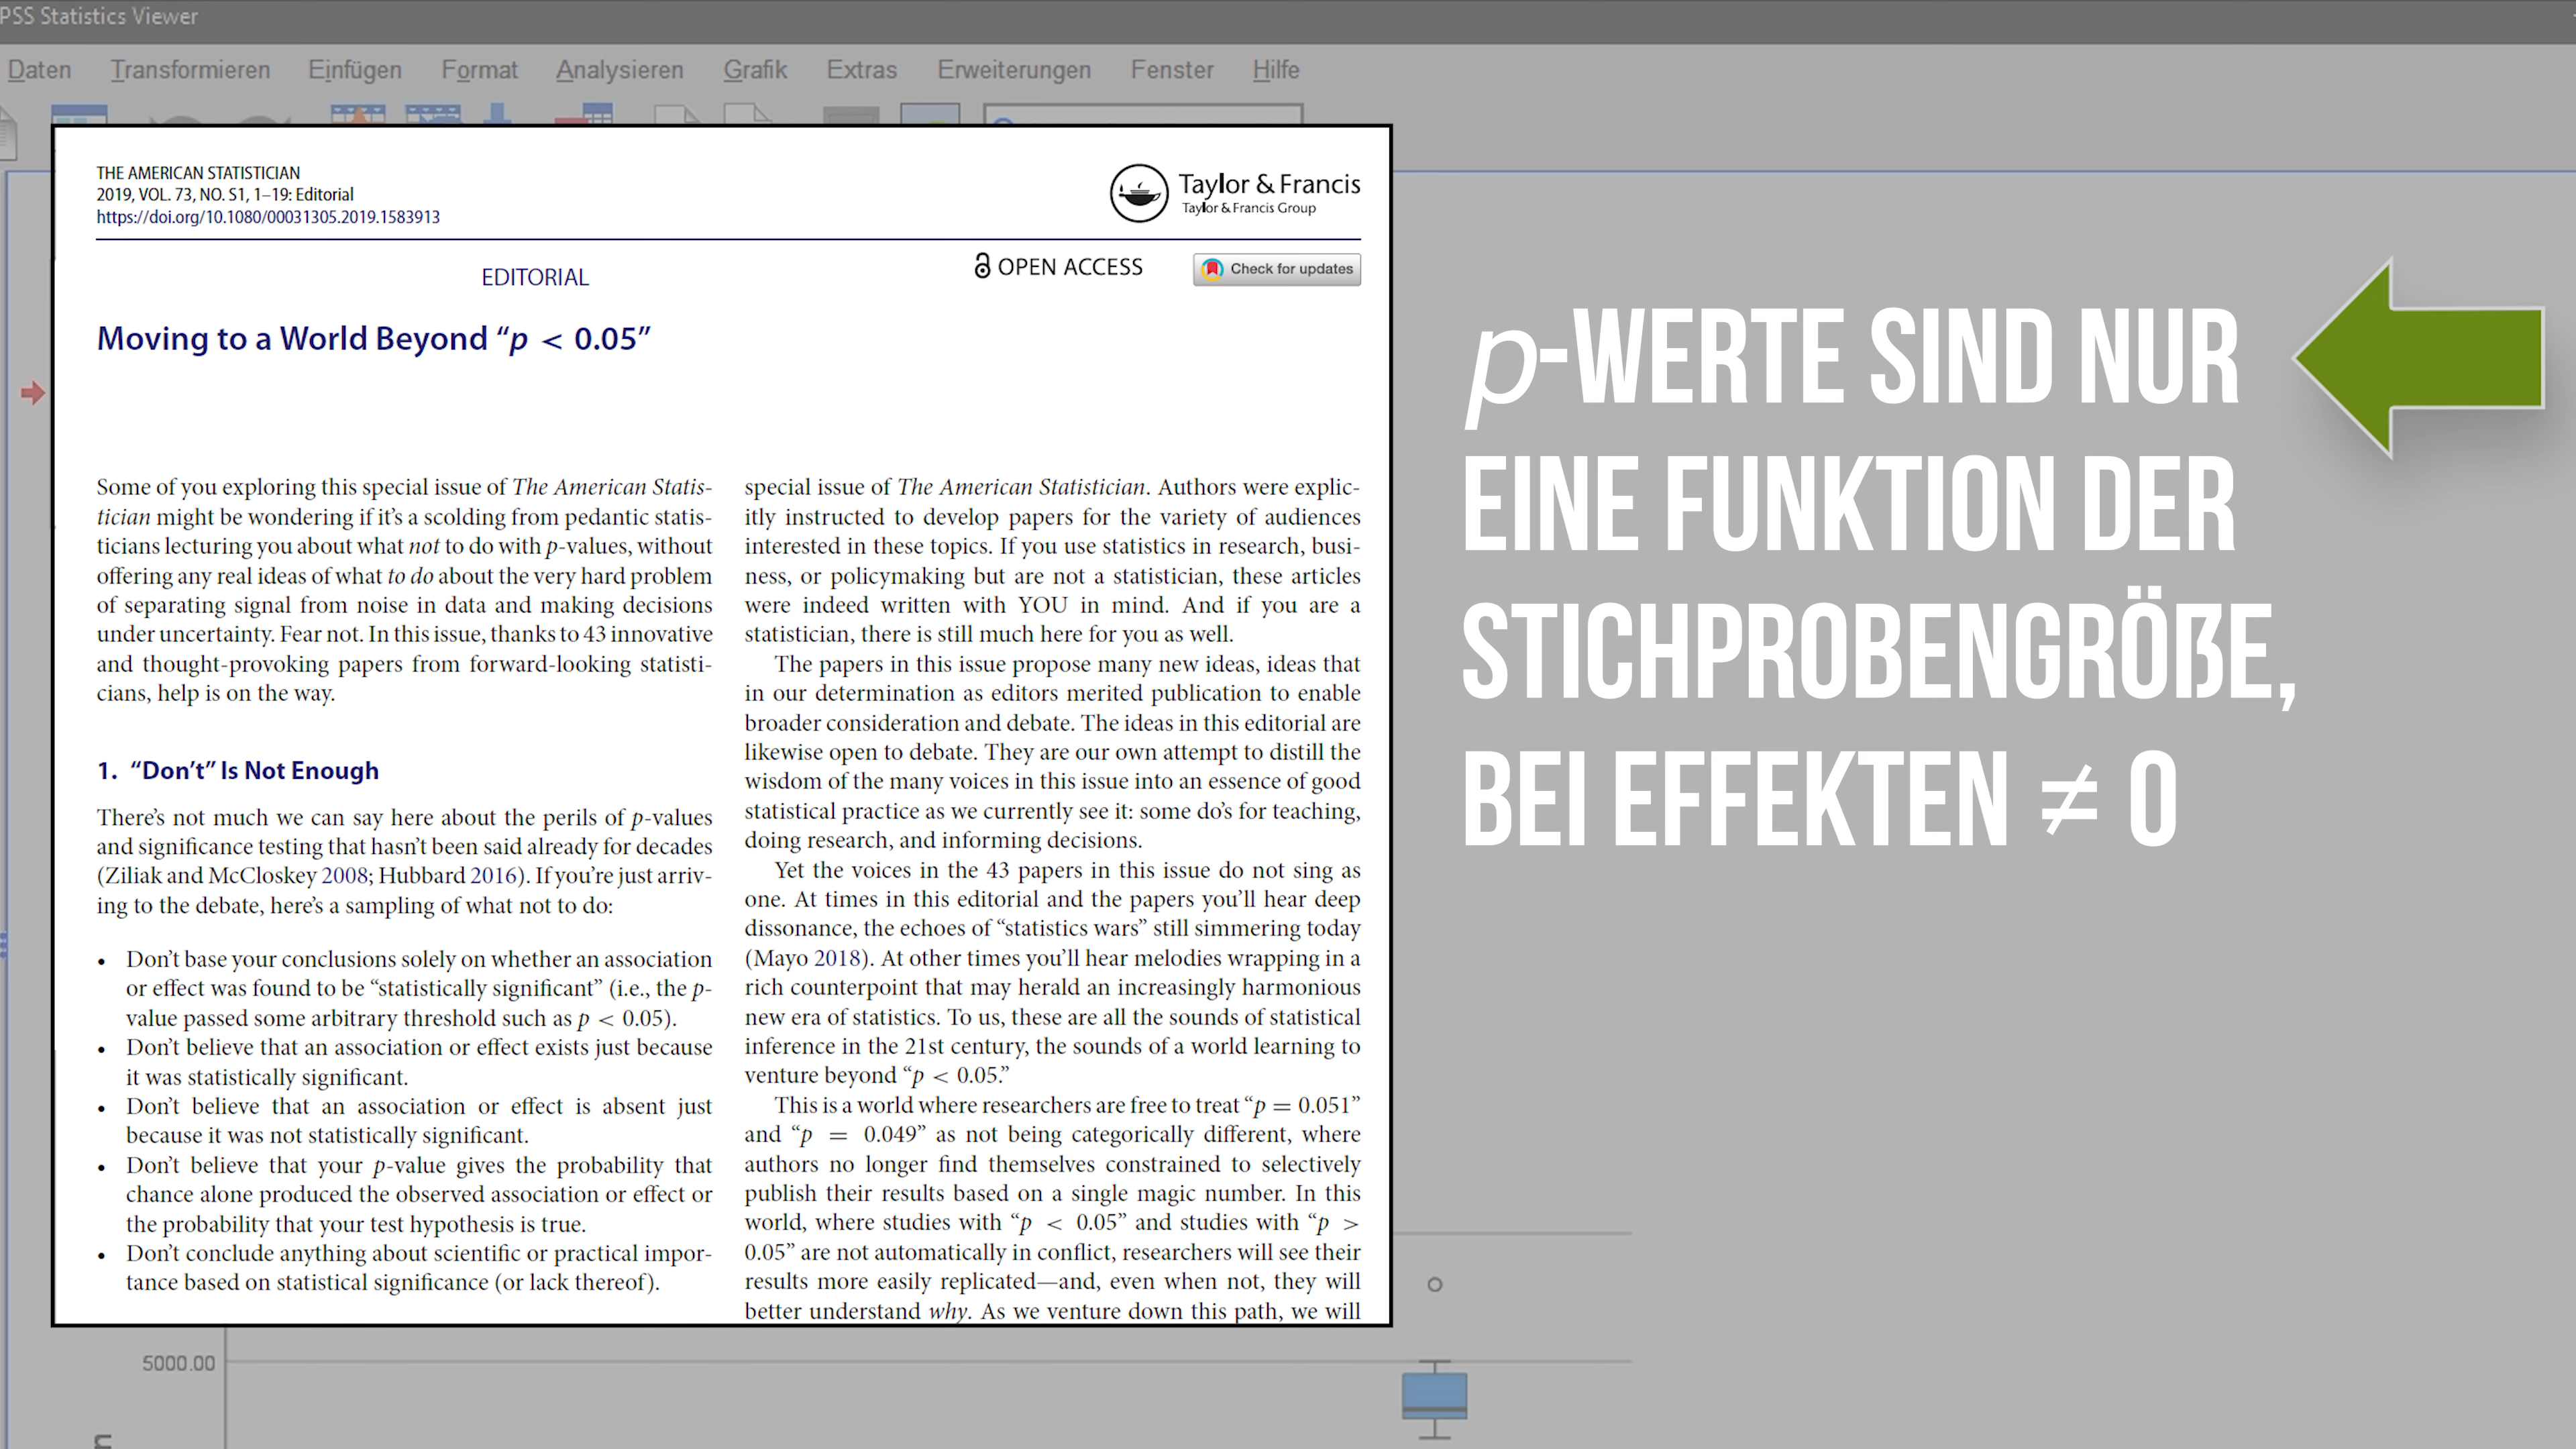 PSS Statistics Viewer
Daten Transformieren Einfügen Format Analysieren Grafik Extras Erweiterungen Fenster Hilfe
THE AMERICAN STATISTICIAN
2019, VOL. 73, NO. S1, 1–19: Editorial
https://doi.org/10.1080/00031305.2019.1583913
Taylor & Francis
Taylor & Francis Group
EDITORIAL
OPEN ACCESS
Check for updates
Moving to a World Beyond “p < 0.05”
Some of you exploring this special issue of The American Statis-
tician might be wondering if it’s a scolding from pedantic statis-
ticians lecturing you about what not to do with p-values, without
offering any real ideas of what to do about the very hard problem
of separating signal from noise in data and making decisions
under uncertainty. Fear not. In this issue, thanks to 43 innovative
and thought-provoking papers from forward-looking statisti-
cians, help is on the way.
1. “Don’t” Is Not Enough
There’s not much we can say here about the perils of p-values
and significance testing that hasn’t been said already for decades
(Ziliak and McCloskey 2008; Hubbard 2016). If you’re just arriv-
ing to the debate, here’s a sampling of what not to do:
• Don’t base your conclusions solely on whether an association
or effect was found to be “statistically significant” (i.e., the p-
value passed some arbitrary threshold such as p < 0.05).
• Don’t believe that an association or effect exists just because
it was statistically significant.
• Don’t believe that an association or effect is absent just
because it was not statistically significant.
• Don’t believe that your p-value gives the probability that
chance alone produced the observed association or effect or
the probability that your test hypothesis is true.
• Don’t conclude anything about scientific or practical impor-
tance based on statistical significance (or lack thereof).
special issue of The American Statistician. Authors were explic-
itly instructed to develop papers for the variety of audiences
interested in these topics. If you use statistics in research, busi-
ness, or policymaking but are not a statistician, these articles
were indeed written with YOU in mind. And if you are a
statistician, there is still much here for you as well.
The papers in this issue propose many new ideas, ideas that
in our determination as editors merited publication to enable
broader consideration and debate. The ideas in this editorial are
likewise open to debate. They are our own attempt to distill the
wisdom of the many voices in this issue into an essence of good
statistical practice as we currently see it: some do’s for teaching,
doing research, and informing decisions.
Yet the voices in the 43 papers in this issue do not sing as
one. At times in this editorial and the papers you’ll hear deep
dissonance, the echoes of “statistics wars” still simmering today
(Mayo 2018). At other times you’ll hear melodies wrapping in a
rich counterpoint that may herald an increasingly harmonious
new era of statistics. To us, these are all the sounds of statistical
inference in the 21st century, the sounds of a world learning to
venture beyond “p < 0.05.”
This is a world where researchers are free to treat “p = 0.051”
and “p = 0.049” as not being categorically different, where
authors no longer find themselves constrained to selectively
publish their results based on a single magic number. In this
world, where studies with “p < 0.05” and studies with “p >
0.05” are not automatically in conflict, researchers will see their
results more easily replicated—and, even when not, they will
better understand why. As we venture down this path, we will
p-WERTE SIND NUR
EINE FUNKTION DER
STICHPROBENGRÖßE,
BEI EFFEKTEN ≠ 0
5000.00